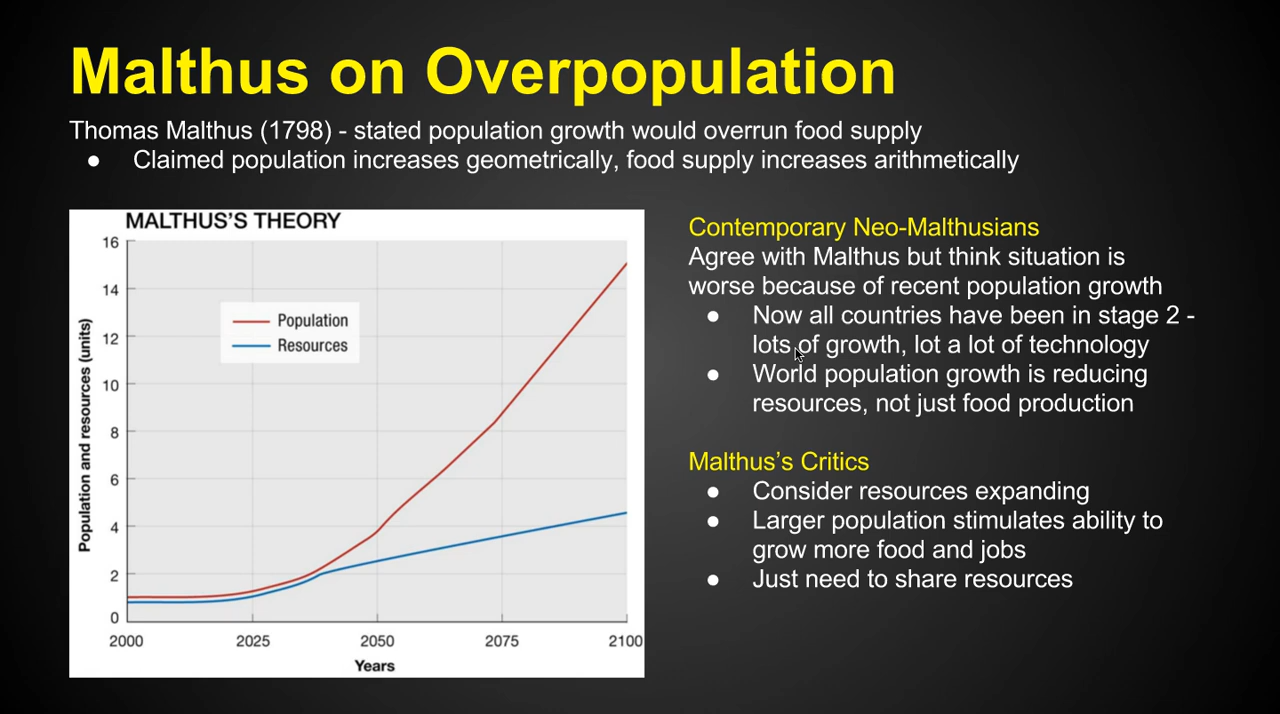 Malthus on Overpopulation
Thomas Malthus (1798) - stated population growth would overrun food supply
● Claimed population increases geometrically, food supply increases arithmetically
MALTHUS'S THEORY
16
14
12
10
8
6
4
2
0
Population and resources (units)
Population
Resources
2000 2025 2050 2075 2100
Years
Contemporary Neo-Malthusians
Agree with Malthus but think situation is
worse because of recent population growth
● Now all countries have been in stage 2 -
lots of growth, lot a lot of technology
● World population growth is reducing
resources, not just food production
Malthus's Critics
● Consider resources expanding
● Larger population stimulates ability to
grow more food and jobs
● Just need to share resources